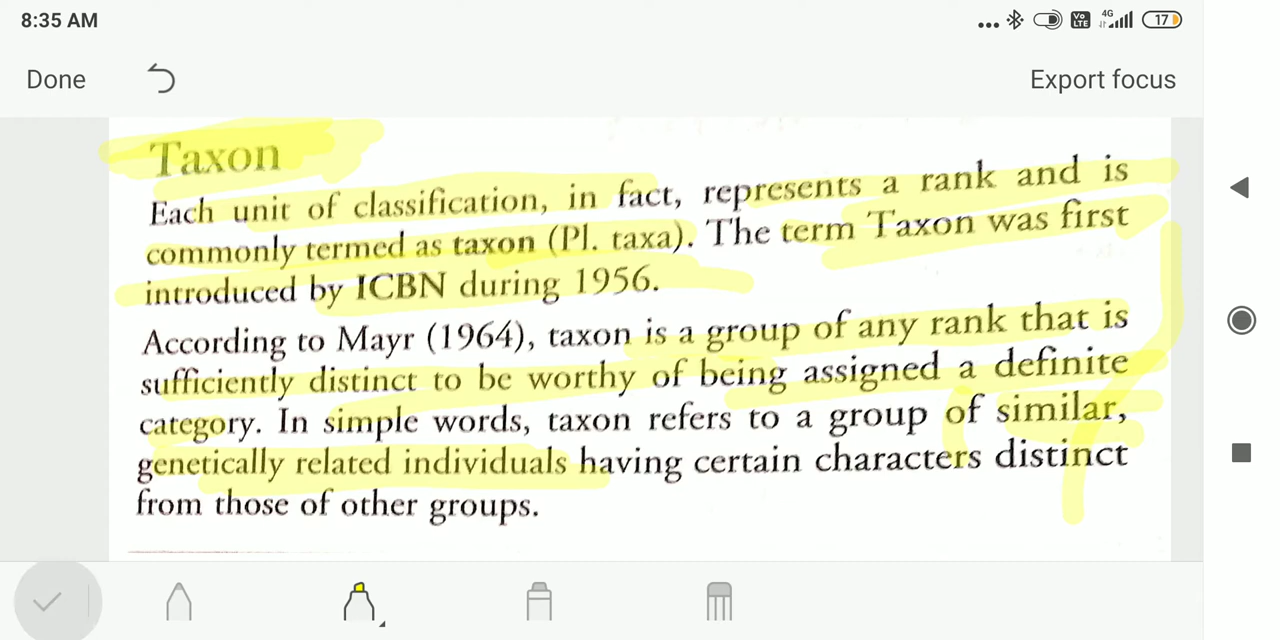 8:35 AM
VoLTE 4G 17
Done
Export focus
Taxon
Each unit of classification, in fact, represents a rank and is
commonly termed as taxon (Pl. taxa). The term Taxon was first
introduced by ICBN during 1956.
According to Mayr (1964), taxon is a group of any rank that is
sufficiently distinct to be worthy of being assigned a definite
category. In simple words, taxon refers to a group of similar,
genetically related individuals having certain characters distinct
from those of other groups.